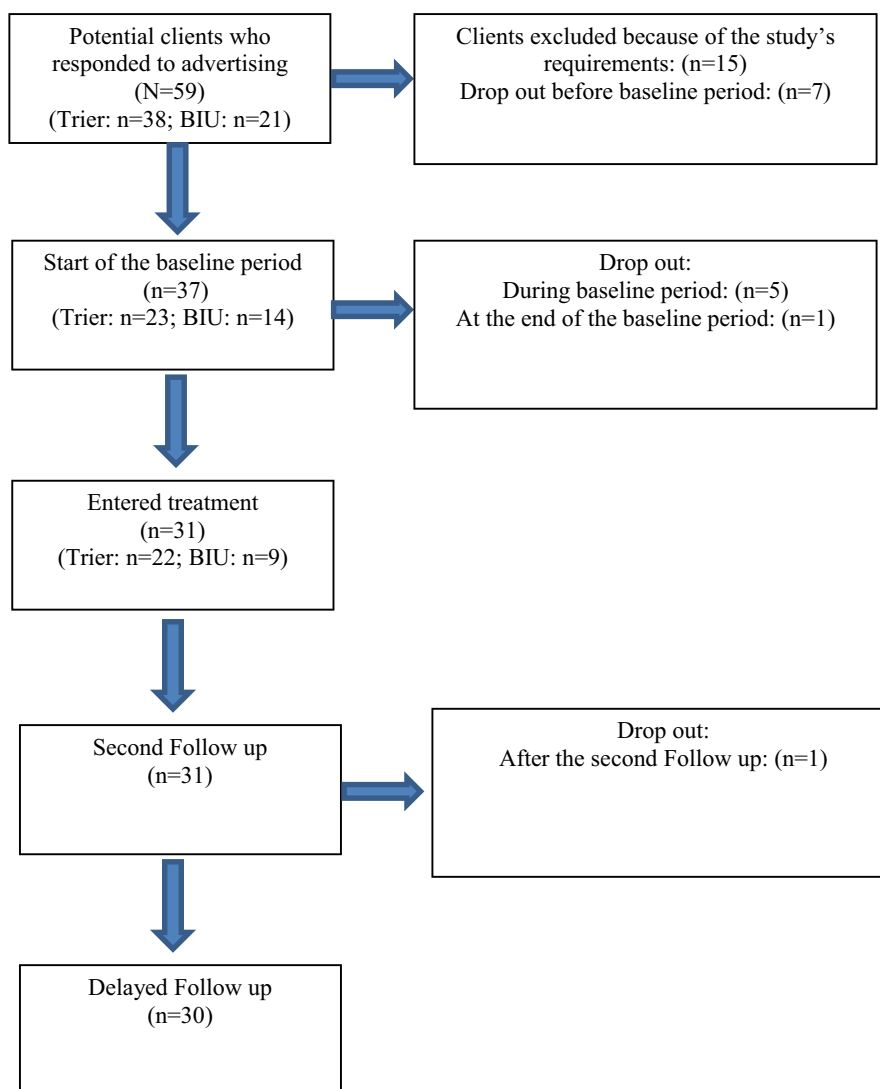 Potential clients who
responded to advertising
(N=59)
(Trier: n=38; BIU: n=21)
Clients excluded because of the study's
requirements: (n=15)
Drop out before baseline period: (n=7)
Start of the baseline period
(n=37)
(Trier: n=23; BIU: n=14)
Drop out:
During baseline period: (n=5)
At the end of the baseline period: (n=1)
Entered treatment
(n=31)
(Trier: n=22; BIU: n=9)
Second Follow up
(n=31)
Drop out:
After the second Follow up: (n=1)
Delayed Follow up
(n=30)